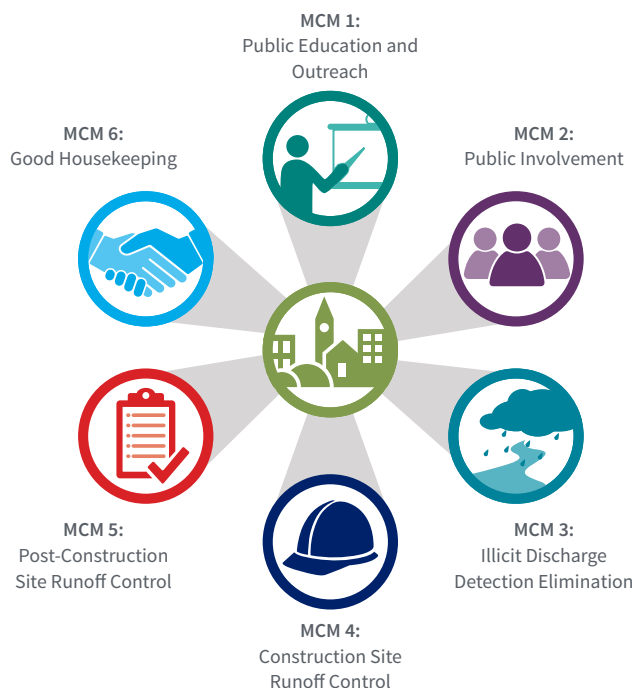 MCM 1:
Public Education and
Outreach
MCM 2:
Public Involvement
MCM 3:
Illicit Discharge
Detection Elimination
MCM 4:
Construction Site
Runoff Control
MCM 5:
Post-Construction
Site Runoff Control
MCM 6:
Good Housekeeping